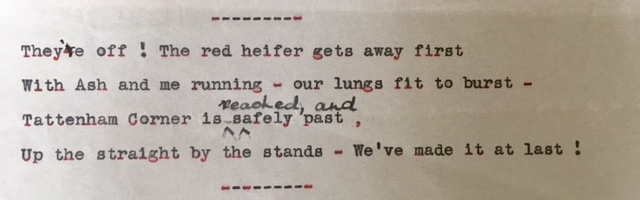 ---------
They're off ! The red heifer gets away first
With Ash and me running - our lungs fit to burst -
reached, and
Tattenham Corner is safely past ,
Up the straight by the stands - We've made it at last !
---------